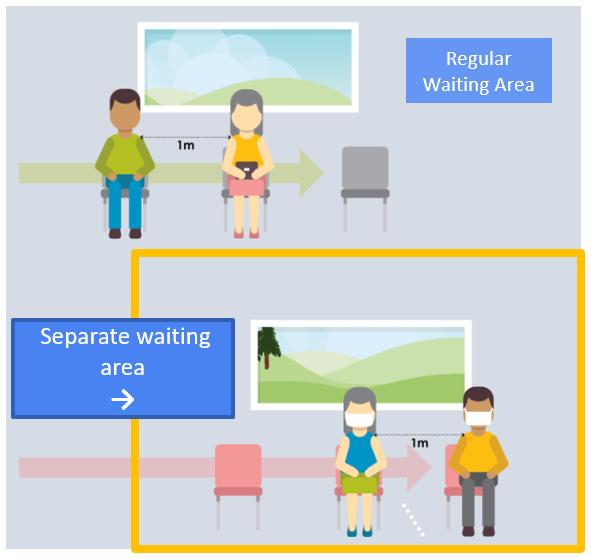 Regular
Waiting Area
1m
Separate waiting
area
→
1m